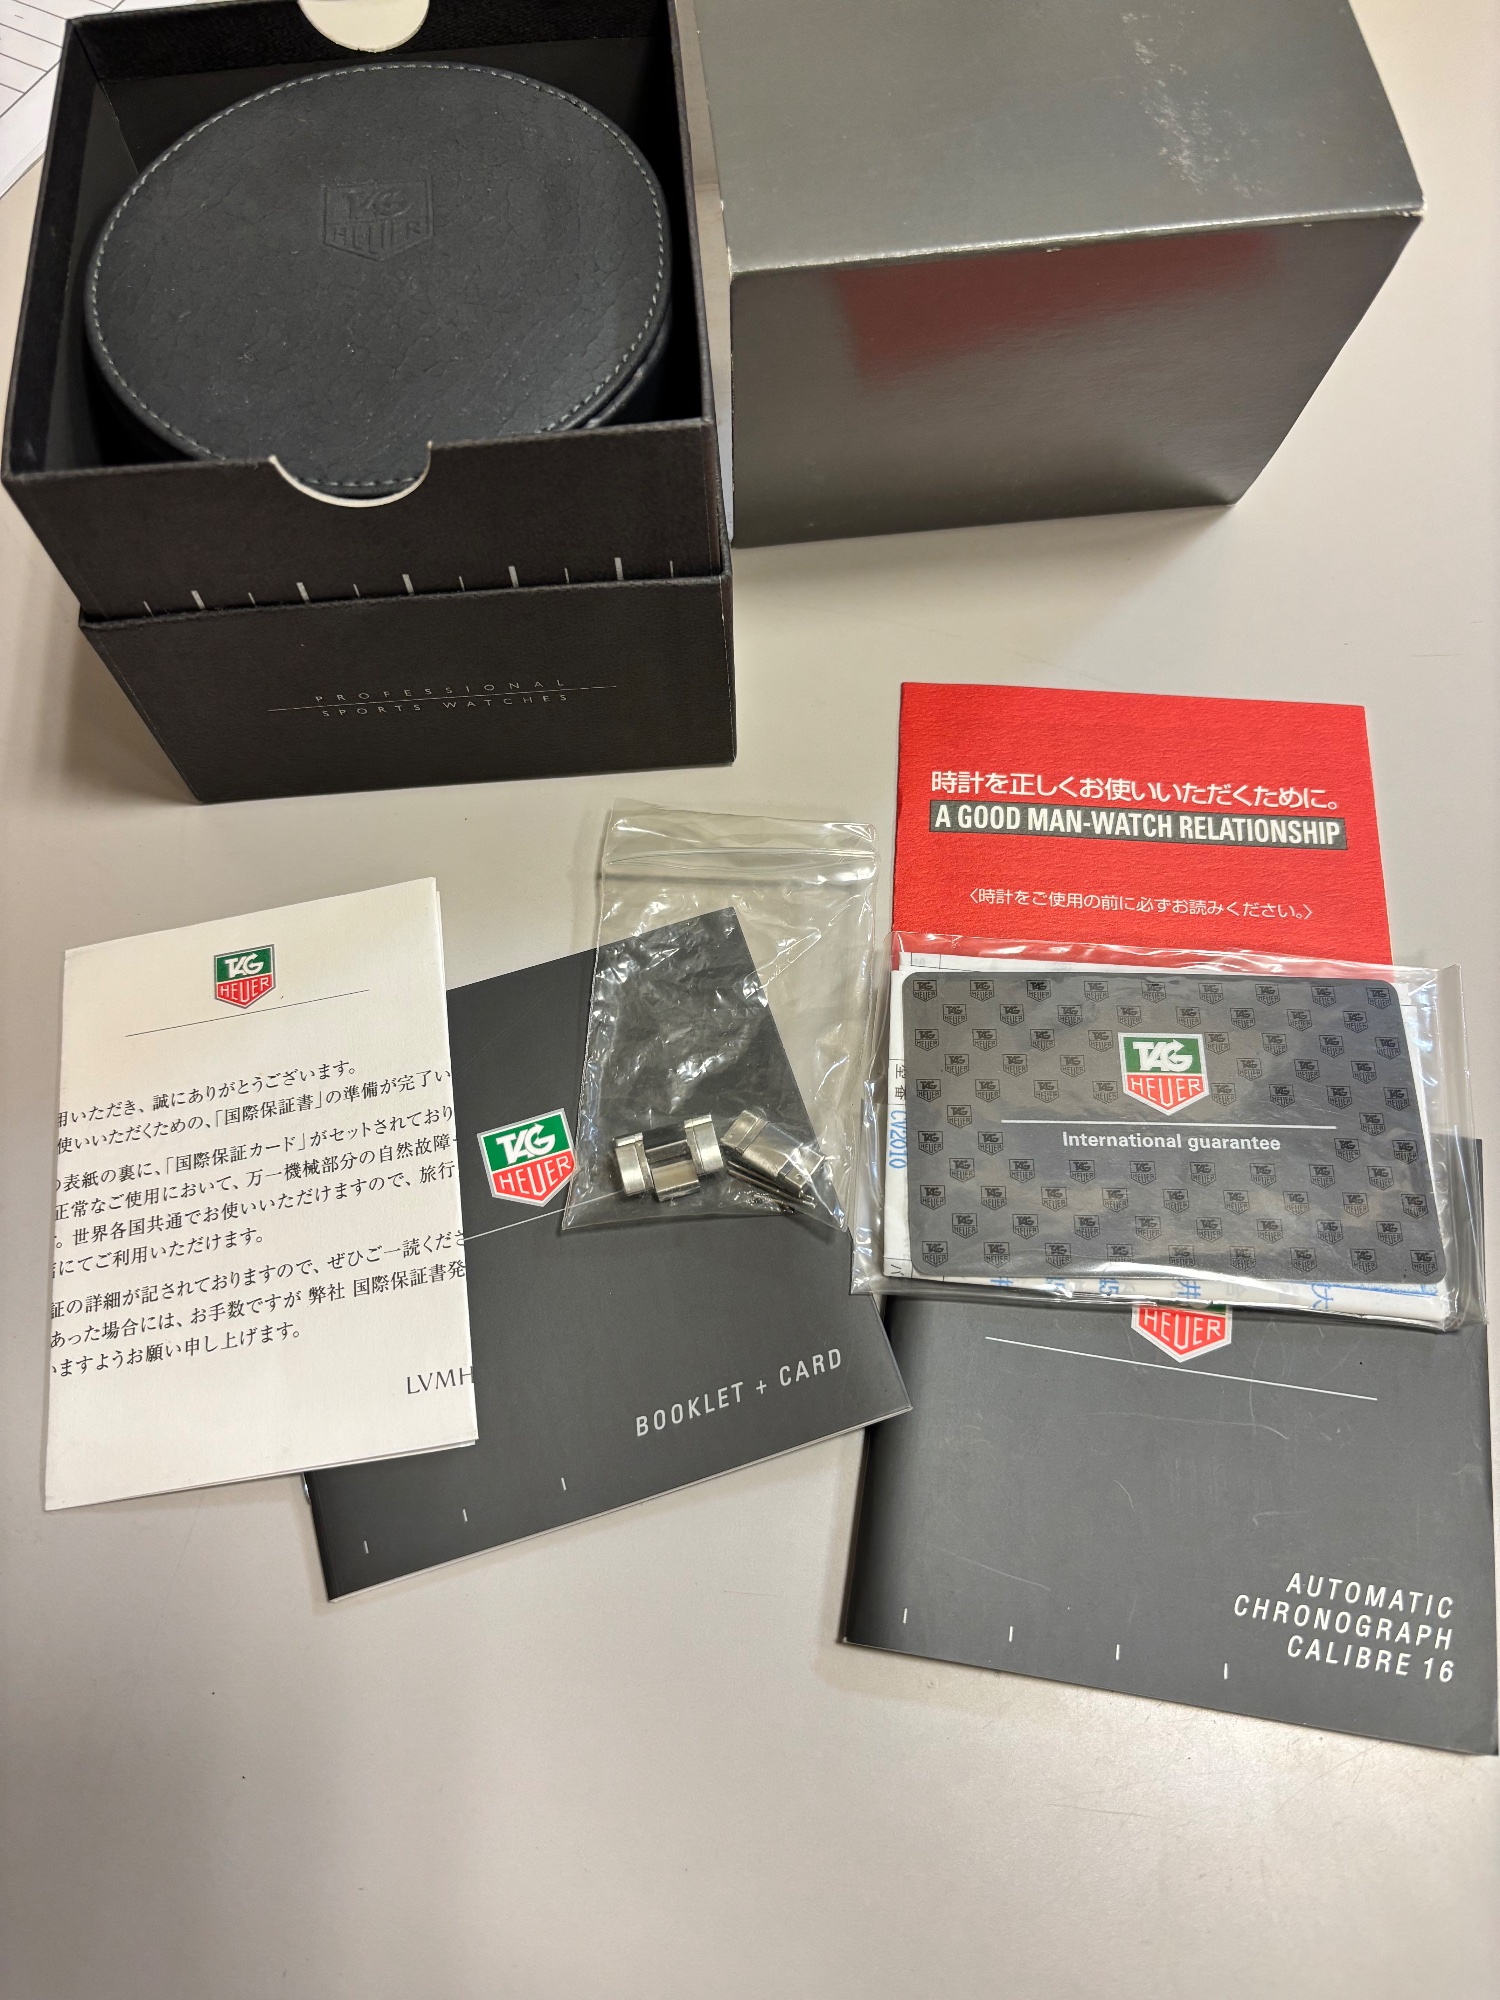 TAG
HEUER
PROFESSIONAL
SPORTS WATCHES
時計を正しくお使いいただくために。
A GOOD MAN-WATCH RELATIONSHIP
〈時計をご使用の前に必ずお読みください。〉
TAG
HEUER
用いただき、誠にありがとうございます。
使いいただくための、「国際保証書」の準備が完了い
表紙の裏に、「国際保証カード」がセットされており
正常なご使用において、万一機械部分の自然故障
。世界各国共通でお使いいただけますので、旅行
にてご利用いただけます。
証の詳細が記されておりますので、ぜひご一読くださ
あった場合には、お手数ですが 弊社 国際保証書発
いますようお願い申し上げます。
LVMH
TAG
HEUER
BOOKLET + CARD
TAG
HEUER
International guarantee
CV2010
HEUER
AUTOMATIC
CHRONOGRAPH
CALIBRE 16